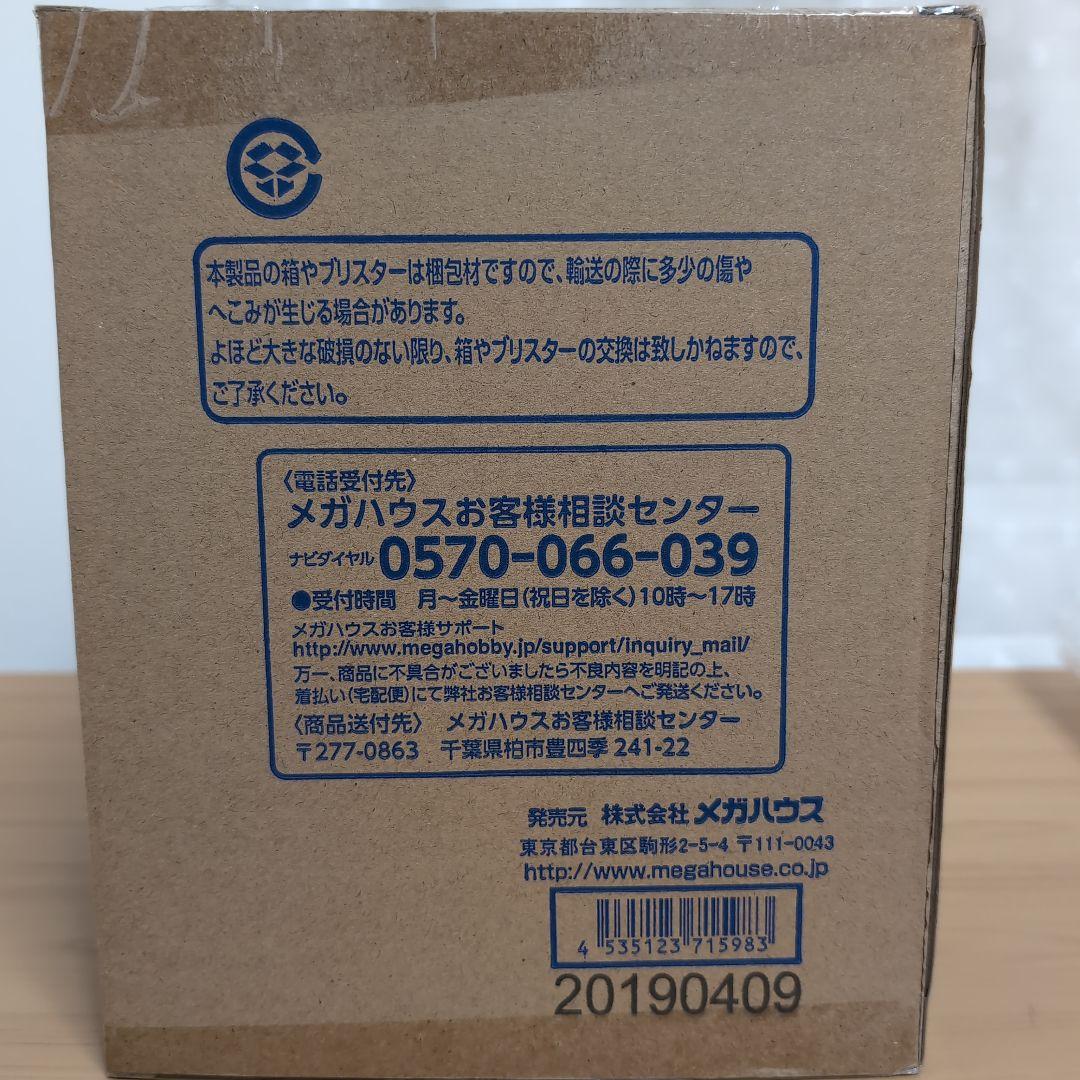 本製品の箱やブリスターは梱包材ですので、輸送の際に多少の傷や
へこみが生じる場合があります。
よほど大きな破損のない限り、箱やブリスターの交換は致しかねますので、
ご了承ください。
〈電話受付先〉
メガハウスお客様相談センター
ナビダイヤル 0570-066-039
●受付時間 月～金曜日(祝日を除く)10時～17時
メガハウスお客様サポート
http://www.megahobby.jp/support/inquiry_mail/
万一、商品に不具合がございましたら不良内容を明記の上、
着払い(宅配便)にて弊社お客様相談センターへご発送ください。
〈商品送付先〉 メガハウスお客様相談センター
〒277-0863 千葉県柏市豊四季 241-22
発売元 株式会社 メガハウス
東京都台東区駒形2-5-4 〒111-0043
http://www.megahouse.co.jp
4 535123 715983
20190409